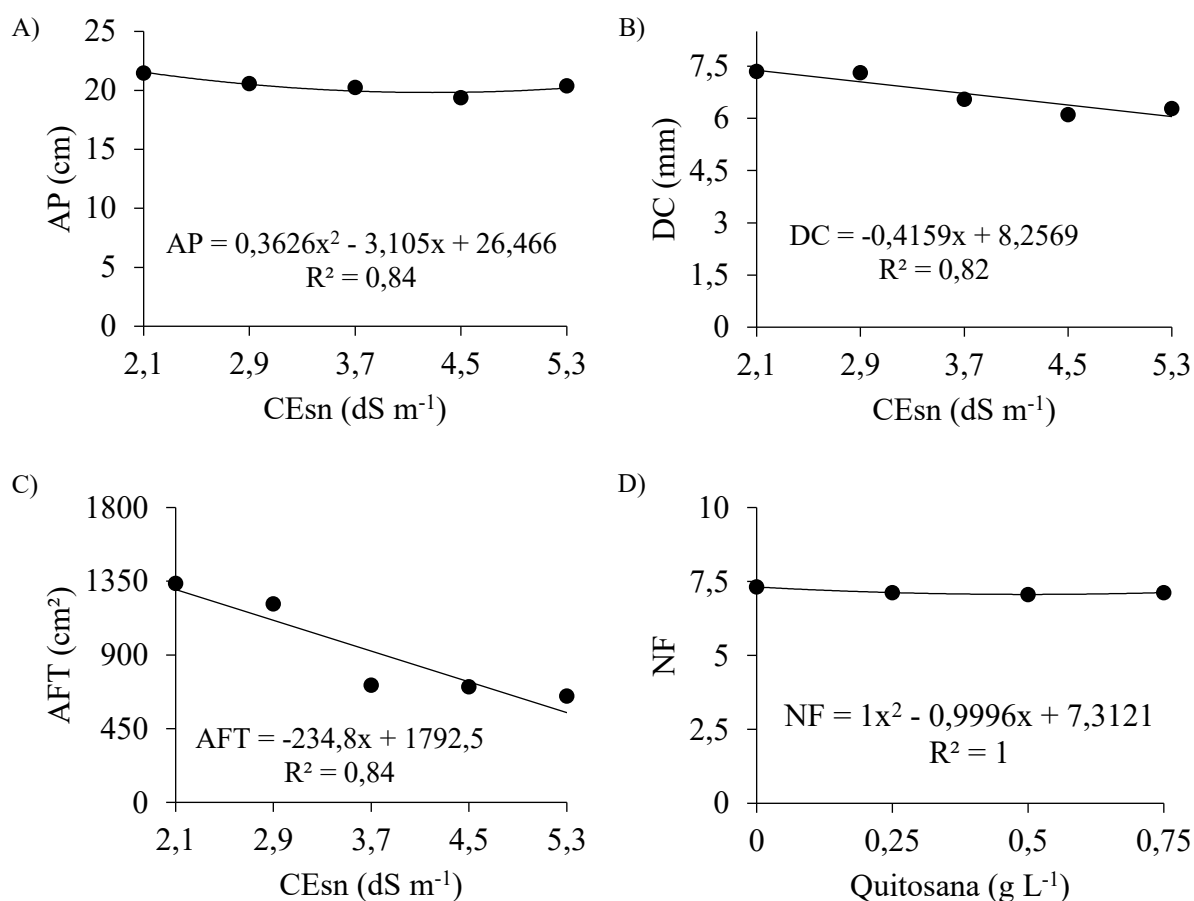 A)
25
20
15
10
5
0
AP (cm)
AP = 0,3626x² - 3,105x + 26,466
R² = 0,84
2,1 2,9 3,7 4,5 5,3
CEsn (dS m⁻¹)
B)
7,5
6
4,5
3
1,5
0
DC (mm)
DC = -0,4159x + 8,2569
R² = 0,82
2,1 2,9 3,7 4,5 5,3
CEsn (dS m⁻¹)
C)
1800
1350
900
450
0
AFT (cm²)
AFT = -234,8x + 1792,5
R² = 0,84
2,1 2,9 3,7 4,5 5,3
CEsn (dS m⁻¹)
D)
10
7,5
5
2,5
0
NF
NF = 1x² - 0,9996x + 7,3121
R² = 1
0 0,25 0,5 0,75
Quitosana (g L⁻¹)